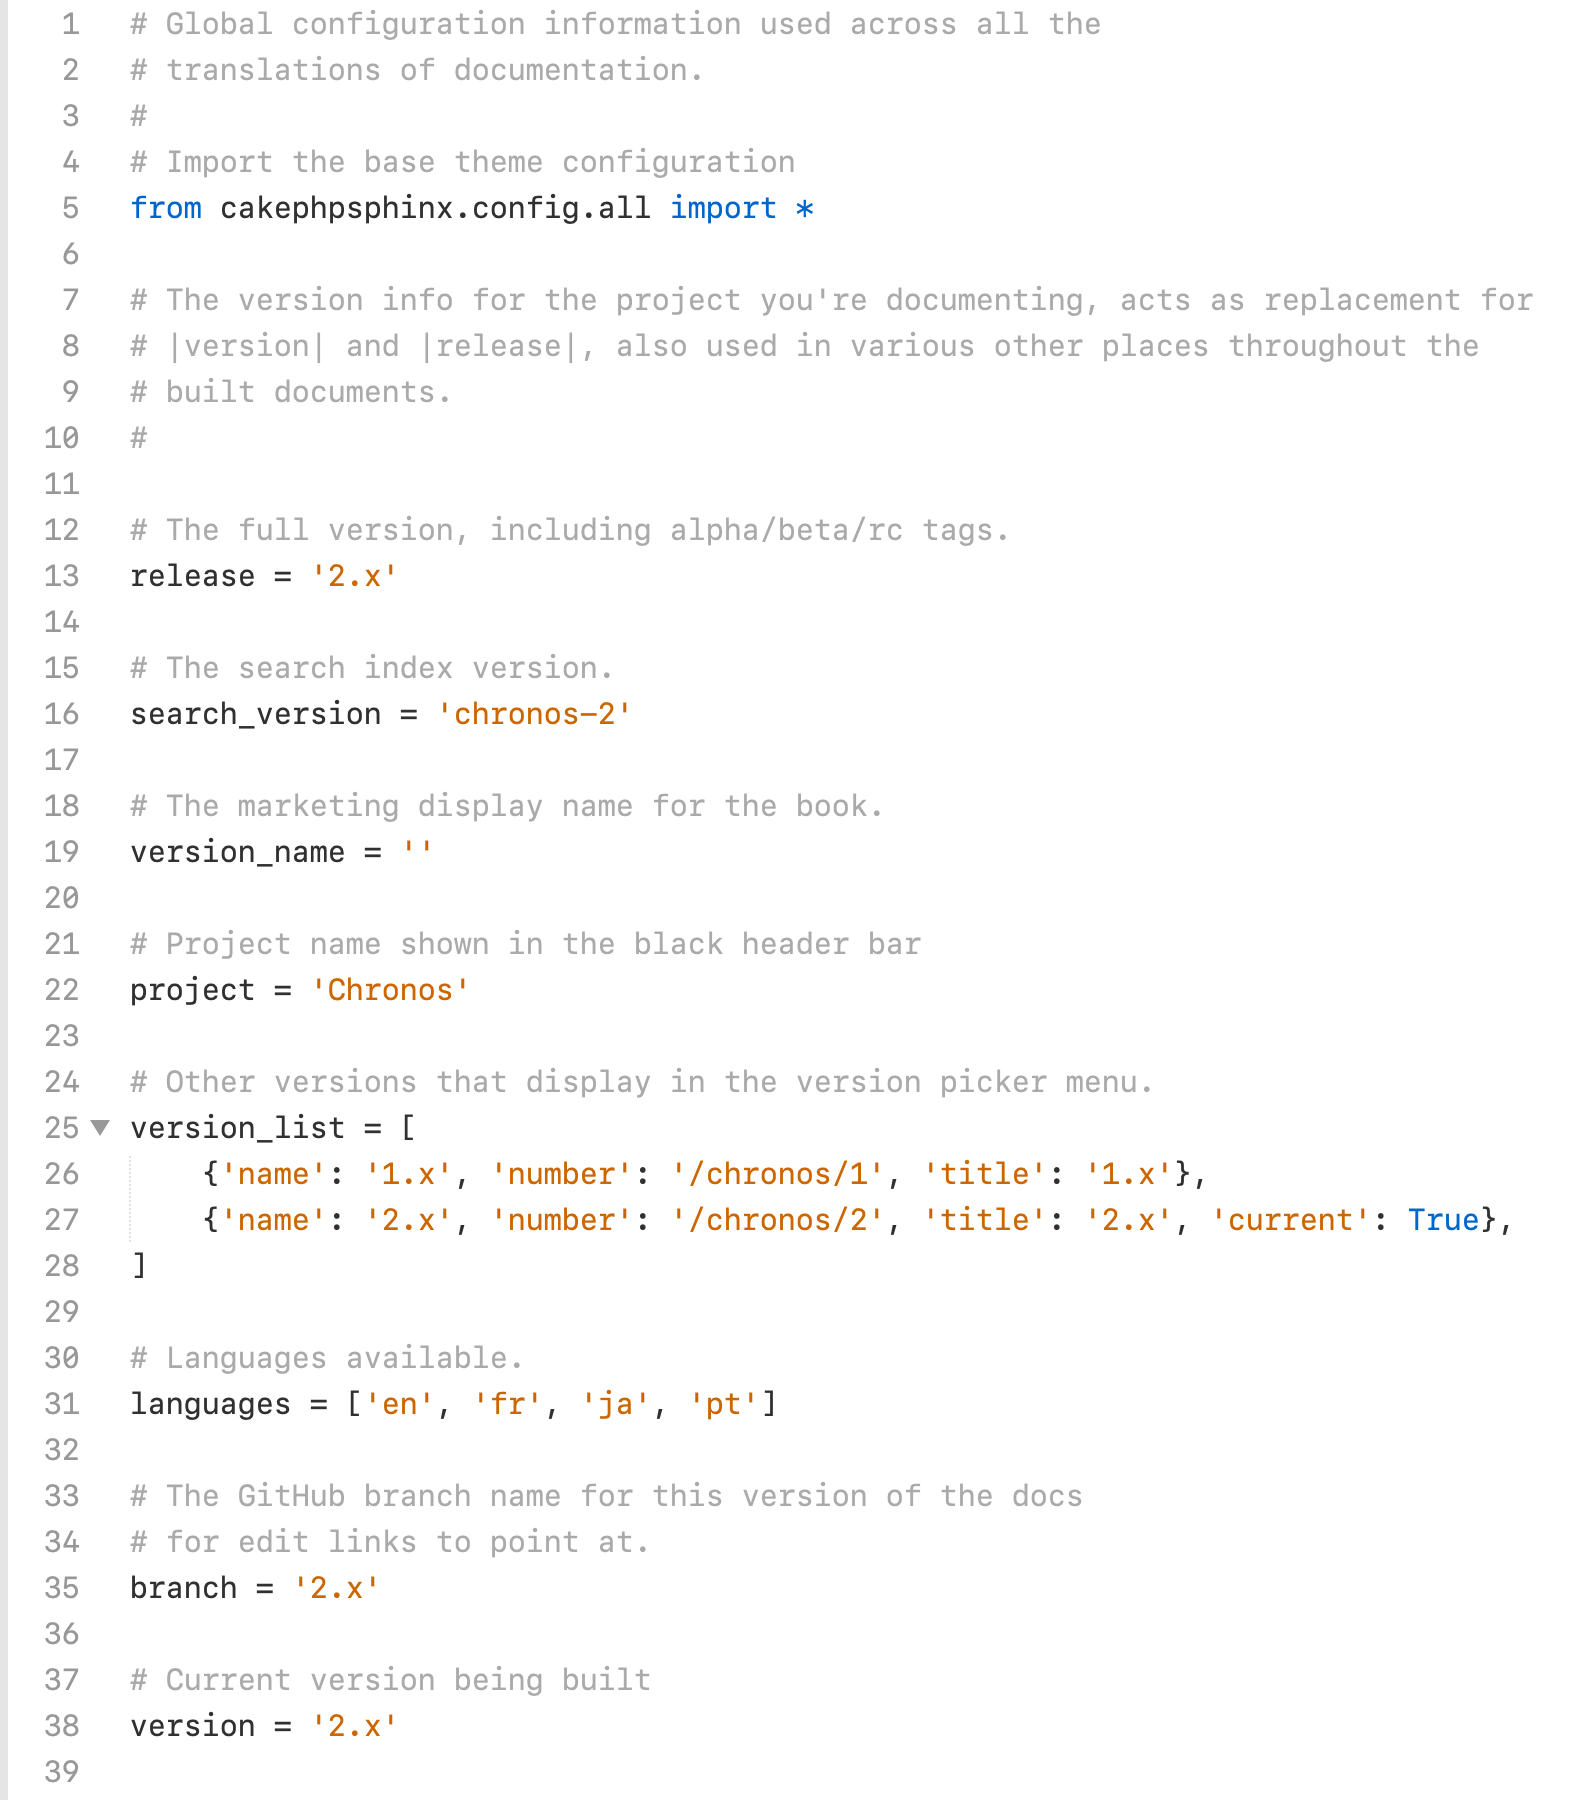 1 # Global configuration information used across all the
2 # translations of documentation.
3 #
4 # Import the base theme configuration
5 from cakephpsphinx.config.all import *
6
7 # The version info for the project you're documenting, acts as replacement for
8 # |version| and |release|, also used in various other places throughout the
9 # built documents.
10 #
11
12 # The full version, including alpha/beta/rc tags.
13 release = '2.x'
14
15 # The search index version.
16 search_version = 'chronos-2'
17
18 # The marketing display name for the book.
19 version_name = ''
20
21 # Project name shown in the black header bar
22 project = 'Chronos'
23
24 # Other versions that display in the version picker menu.
25 version_list = [
26     {'name': '1.x', 'number': '/chronos/1', 'title': '1.x'},
27     {'name': '2.x', 'number': '/chronos/2', 'title': '2.x', 'current': True},
28 ]
29
30 # Languages available.
31 languages = ['en', 'fr', 'ja', 'pt']
32
33 # The GitHub branch name for this version of the docs
34 # for edit links to point at.
35 branch = '2.x'
36
37 # Current version being built
38 version = '2.x'
39